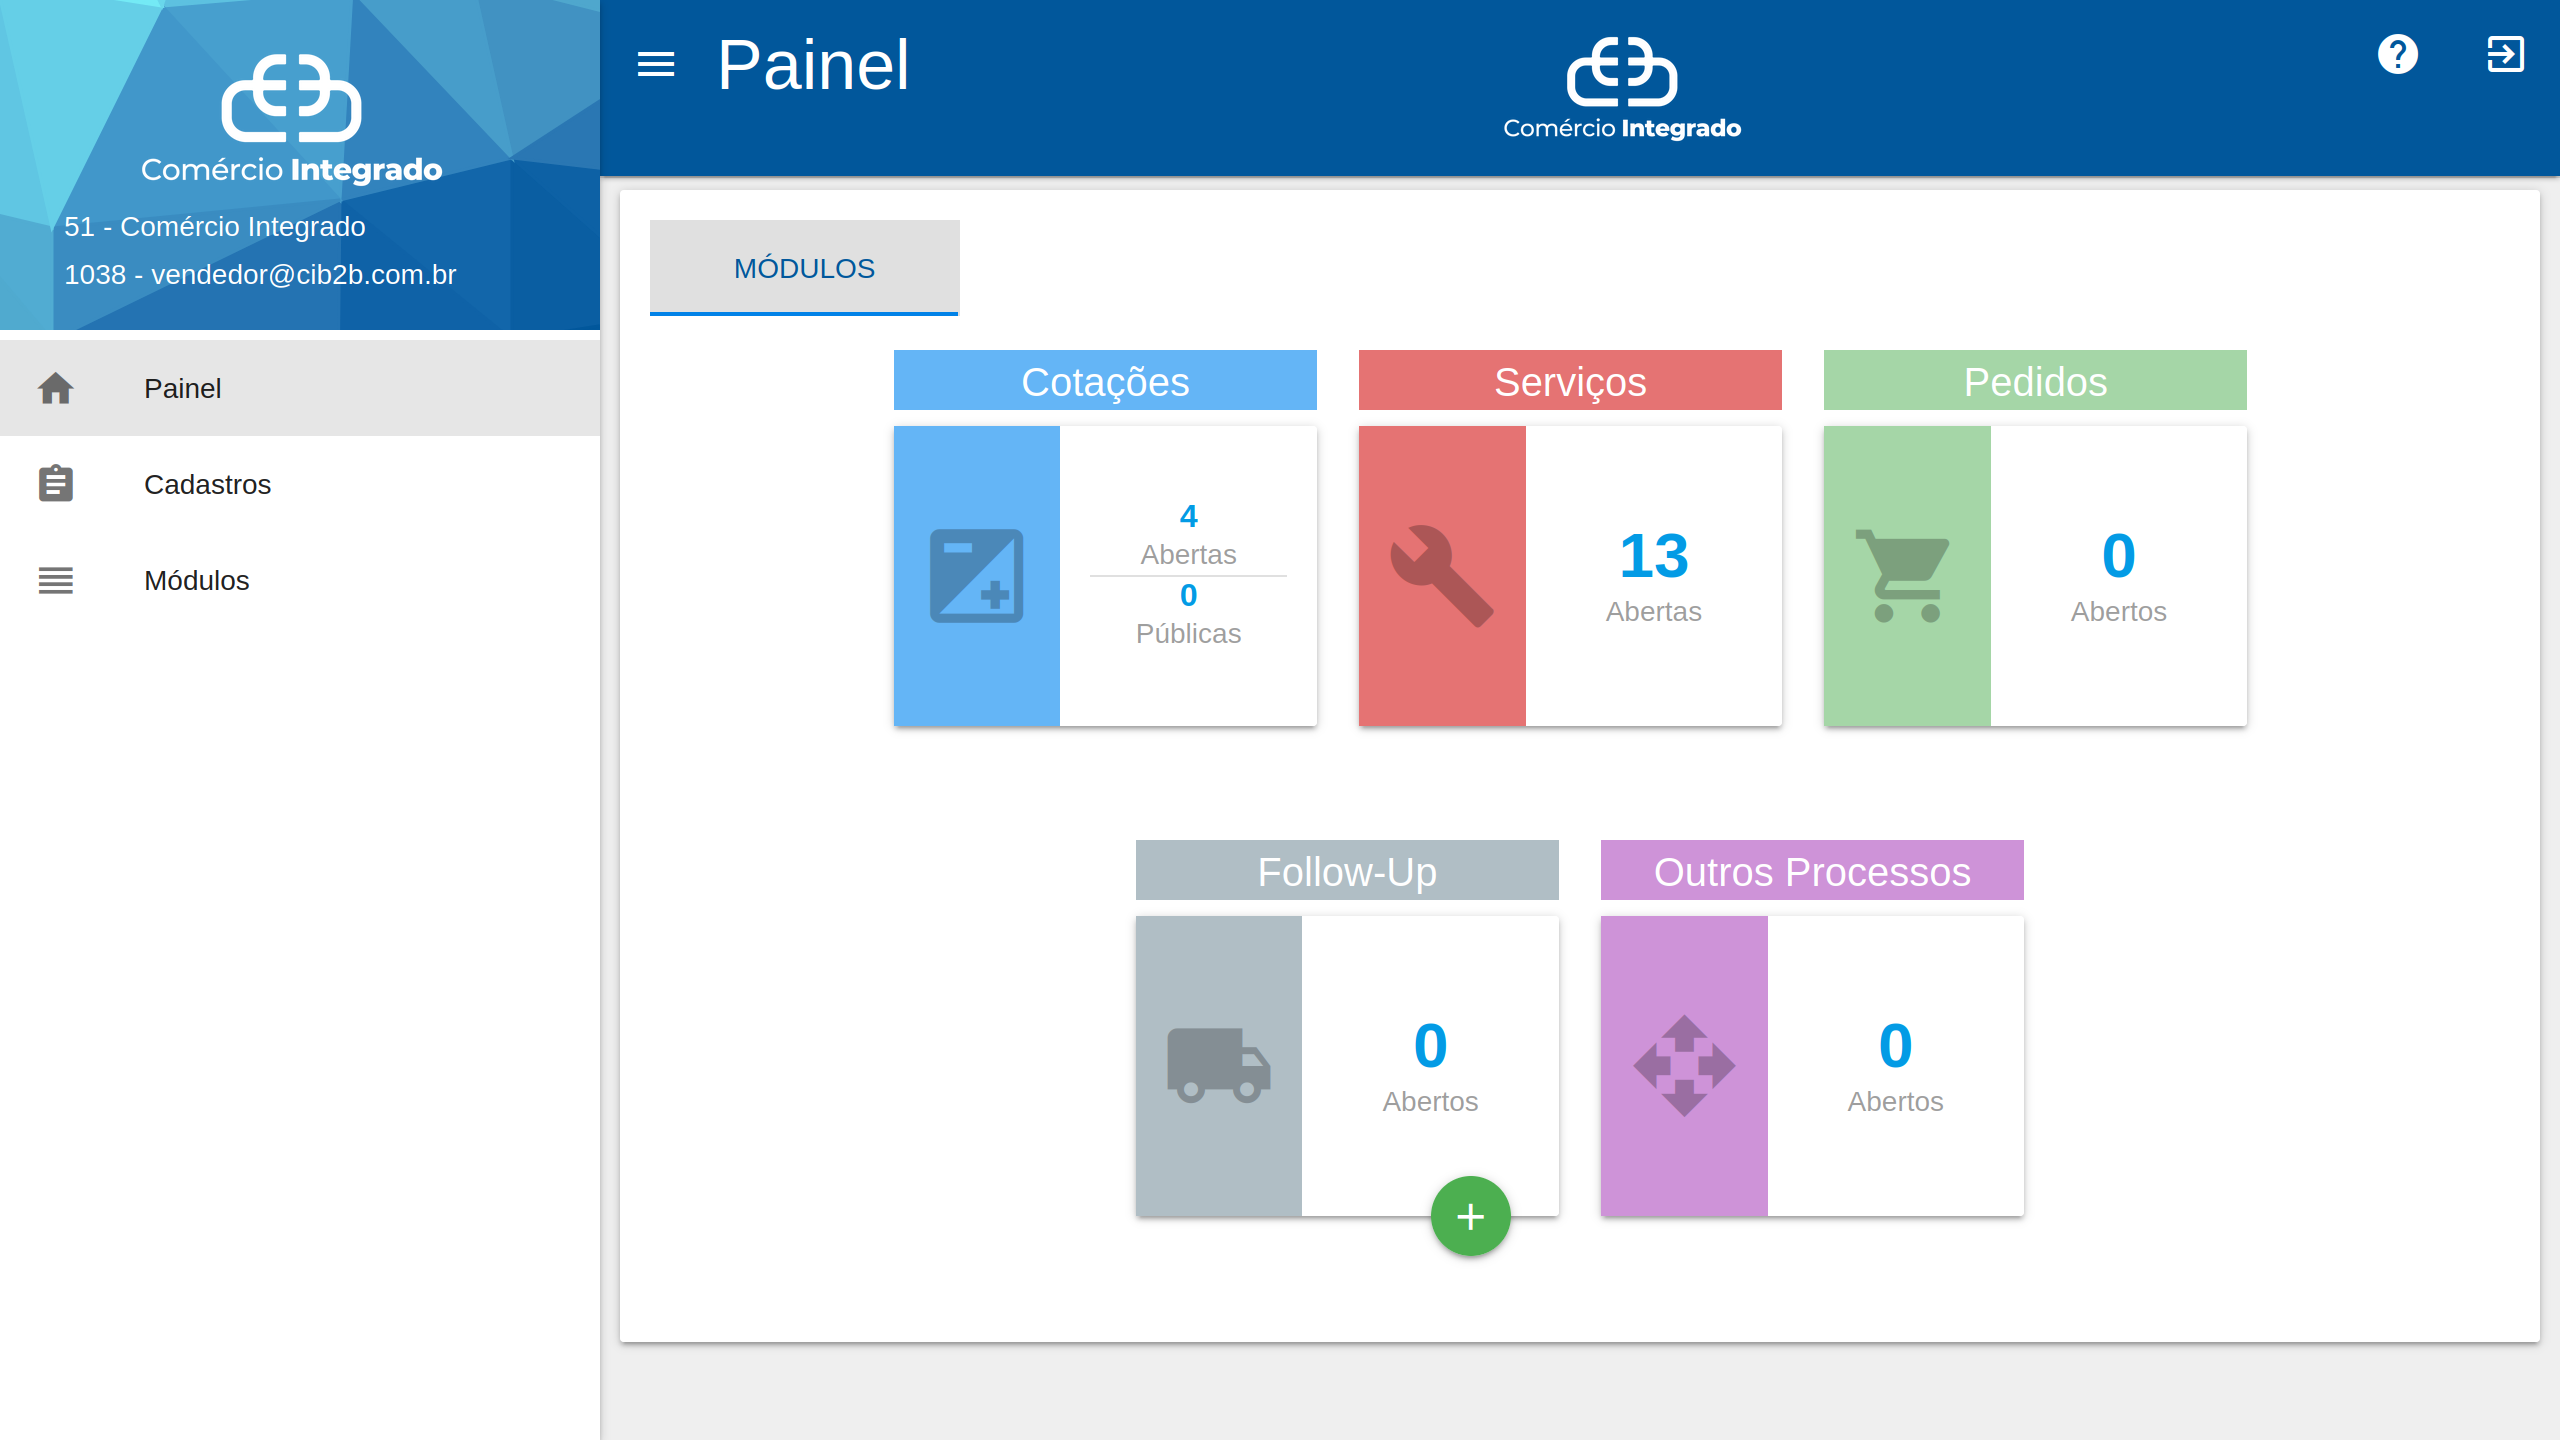 Comércio Integrado
51 - Comércio Integrado
1038 - vendedor@cib2b.com.br
Painel
Cadastros
Módulos
Painel
Comércio Integrado
MÓDULOS
Cotações
4
Abertas
0
Públicas
Serviços
13
Abertas
Pedidos
0
Abertos
Follow-Up
0
Abertos
Outros Processos
0
Abertos